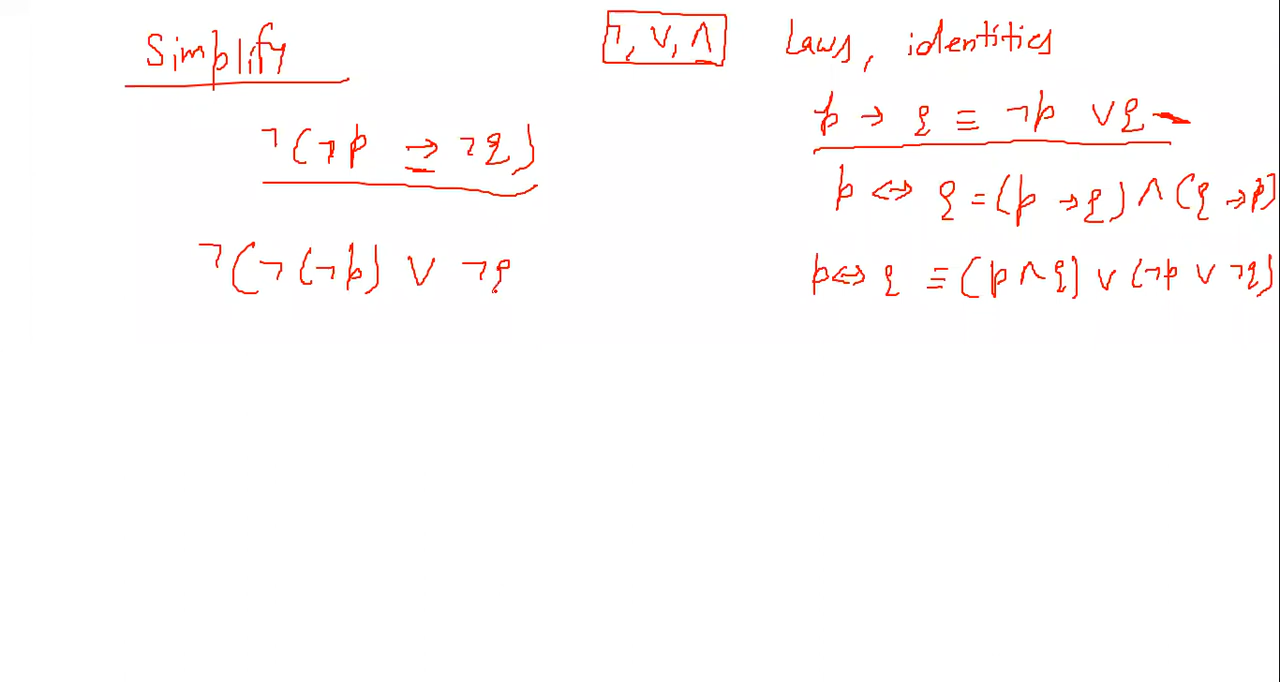 Simplify
¬(¬p → ¬q)
¬(¬(¬p) ∨ ¬q
¬, ∨, ∧
Laws, identities
p → q ≡ ¬p ∨ q
p ↔ q = (p → q) ∧ (q → p)
p ↔ q ≡ (p ∧ q) ∨ (¬p ∨ ¬q)